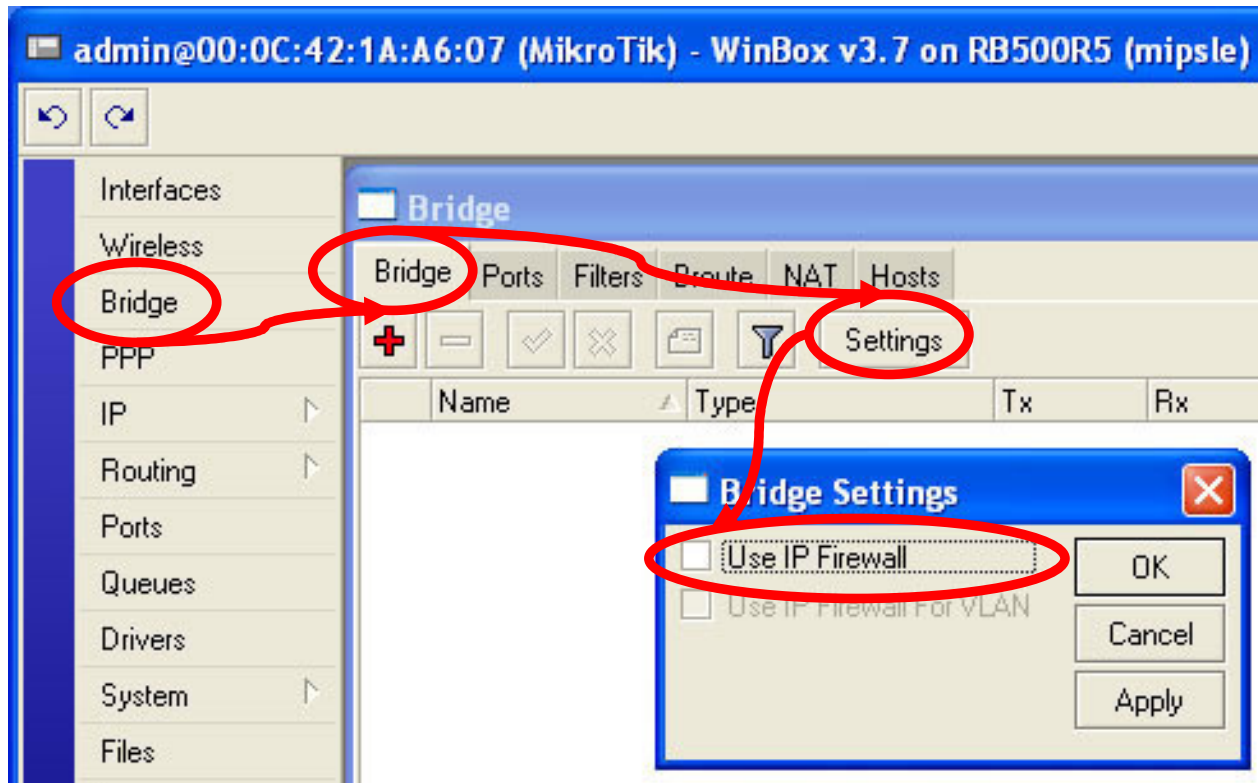 admin@00:0C:42:1A:A6:07 (MikroTik) - WinBox v3.7 on RB500R5 (mipsle)
Interfaces
Wireless
Bridge
PPP
IP
Routing
Ports
Queues
Drivers
System
Files
Bridge
Bridge Ports Filters Broute NAT Hosts
Settings
Name Type Tx Rx
Bridge Settings
Use IP Firewall
Use IP Firewall For VLAN
OK
Cancel
Apply